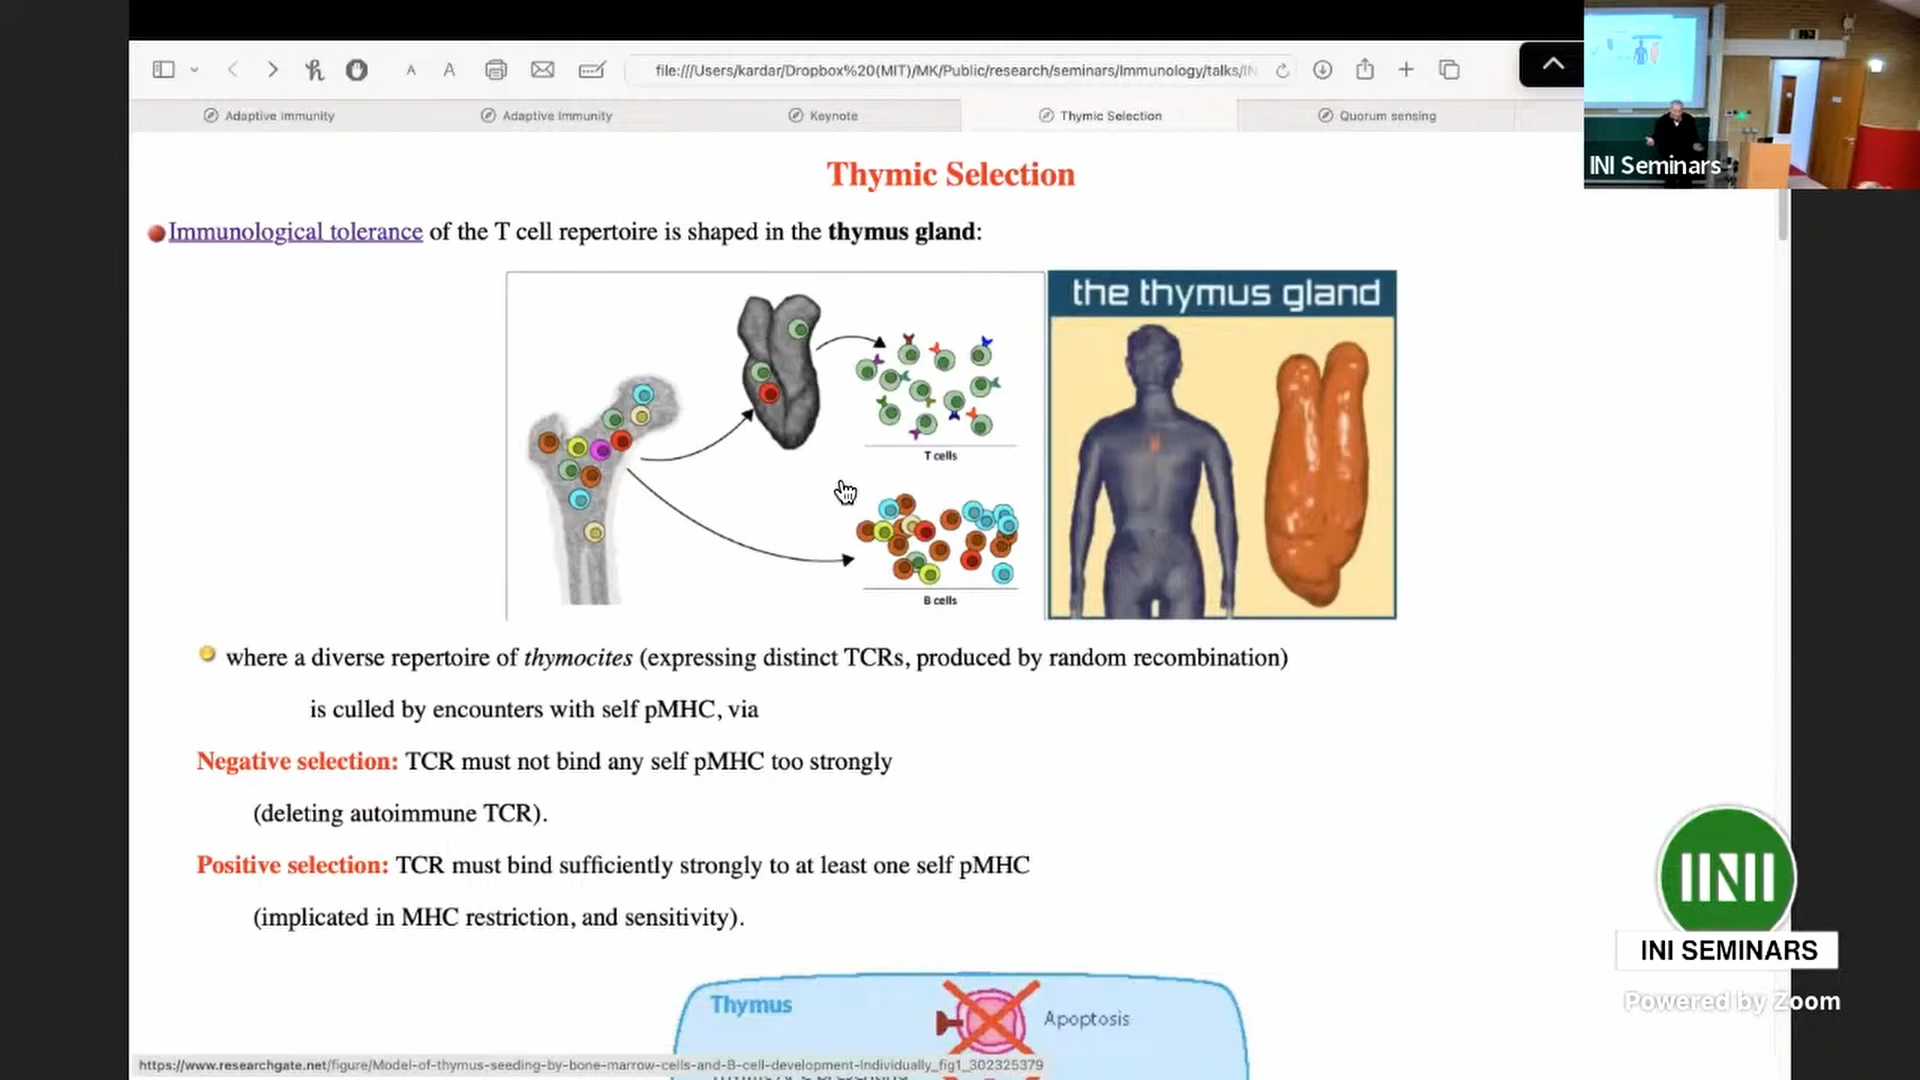 file:///Users/kardar/Dropbox%20(MIT)/MK/Public/research/seminars/Immunology/talks/IN
Adaptive Immunity
Adaptive Immunity
Keynote
Thymic Selection
Quorum sensing
INI Seminars
Thymic Selection
Immunological tolerance of the T cell repertoire is shaped in the thymus gland:
the thymus gland
T cells
B cells
where a diverse repertoire of thymocites (expressing distinct TCRs, produced by random recombination)
is culled by encounters with self pMHC, via
Negative selection: TCR must not bind any self pMHC too strongly
(deleting autoimmune TCR).
Positive selection: TCR must bind sufficiently strongly to at least one self pMHC
(implicated in MHC restriction, and sensitivity).
Thymus
Apoptosis
INI
INI SEMINARS
Powered by Zoom
https://www.researchgate.net/figure/Model-of-thymus-seeding-by-bone-marrow-cells-and-B-cell-development-Individually_fig1_302325379